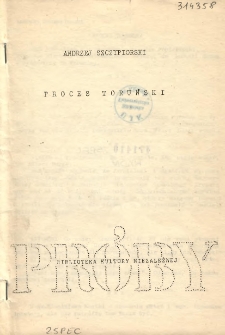 314358
ANDRZEJ SZCZYPIORSKI
PROCES TORUŃSKI
BIBLIOTEKA KULTURY NIEZALEŻNEJ
PRÓBY
2SPEC